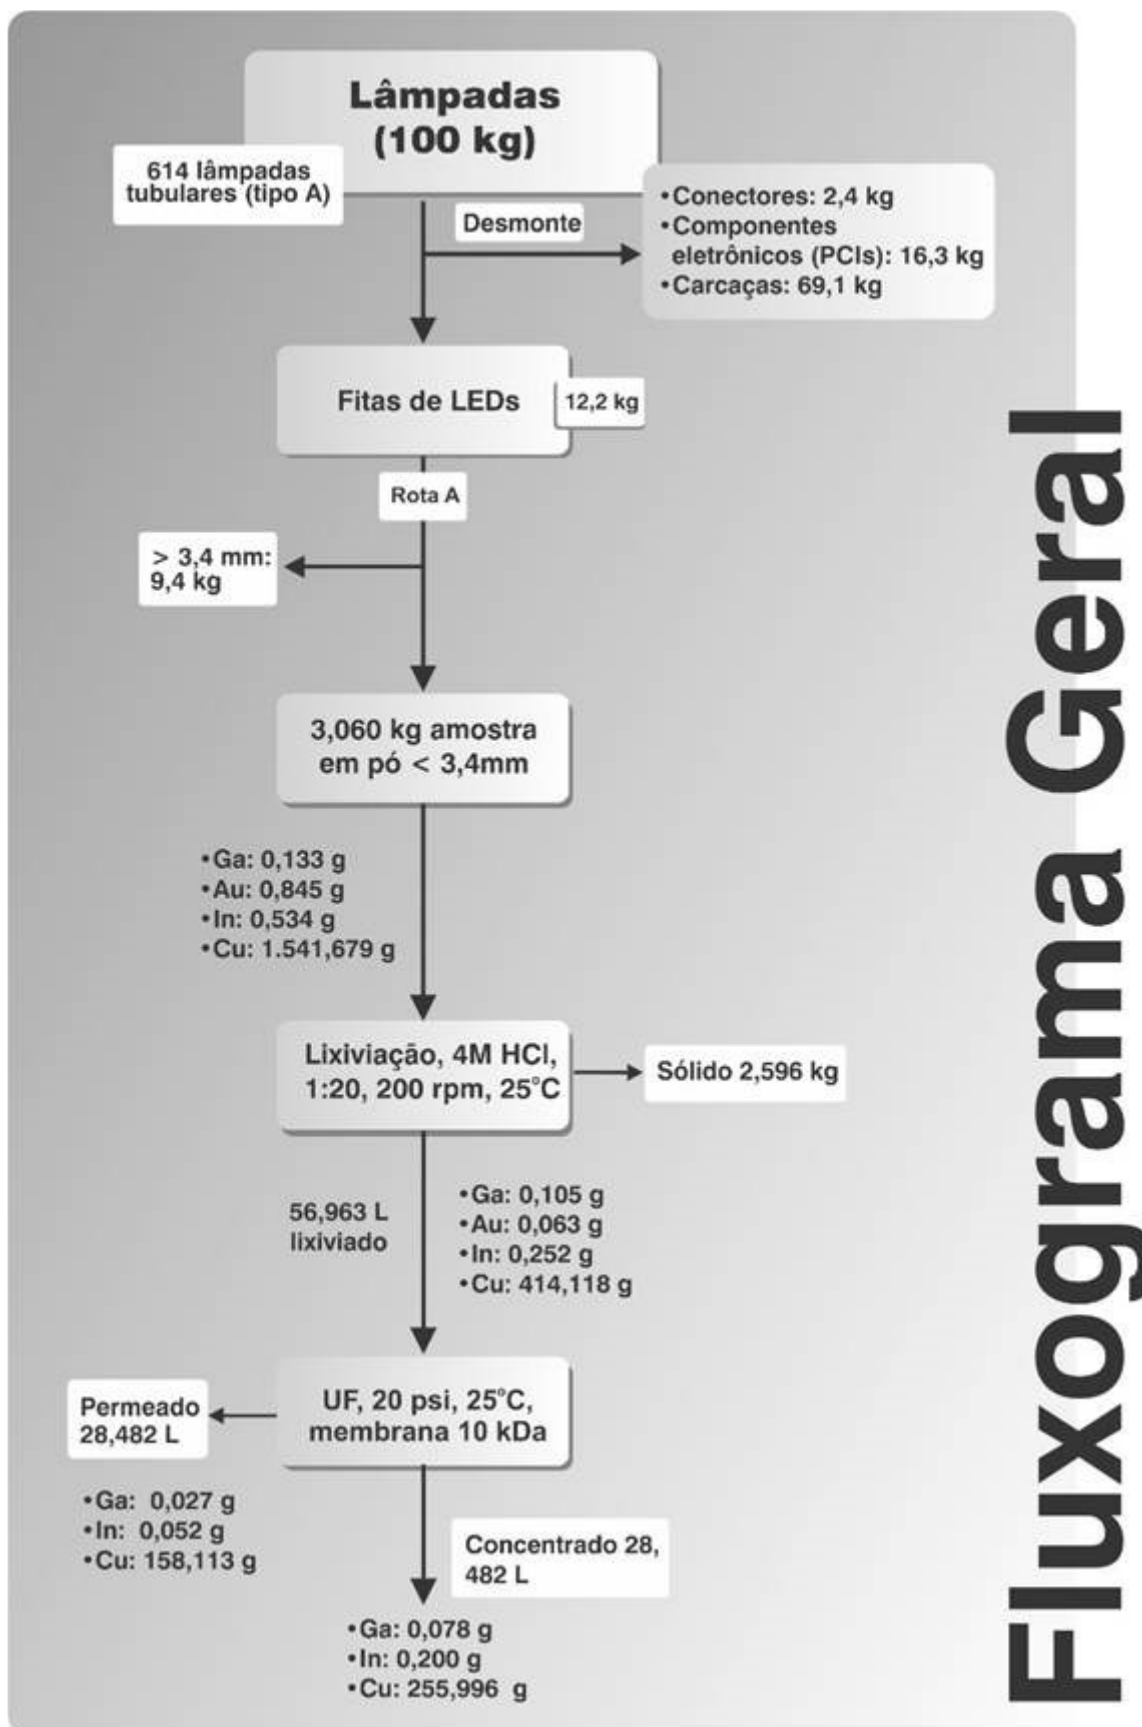 Lâmpadas
(100 kg)
614 lâmpadas
tubulares (tipo A)
Desmonte
•Conectores: 2,4 kg
•Componentes
eletrônicos (PCIs): 16,3 kg
•Carcaças: 69,1 kg
Fitas de LEDs
12,2 kg
Rota A
> 3,4 mm:
9,4 kg
3,060 kg amostra
em pó < 3,4mm
•Ga: 0,133 g
•Au: 0,845 g
•In: 0,534 g
•Cu: 1.541,679 g
Lixiviação, 4M HCl,
1:20, 200 rpm, 25°C
Sólido 2,596 kg
56,963 L
lixiviado
•Ga: 0,105 g
•Au: 0,063 g
•In: 0,252 g
•Cu: 414,118 g
UF, 20 psi, 25°C,
membrana 10 kDa
Permeado
28,482 L
•Ga: 0,027 g
•In: 0,052 g
•Cu: 158,113 g
Concentrado 28,
482 L
•Ga: 0,078 g
•In: 0,200 g
•Cu: 255,996 g
Fluxograma Geral